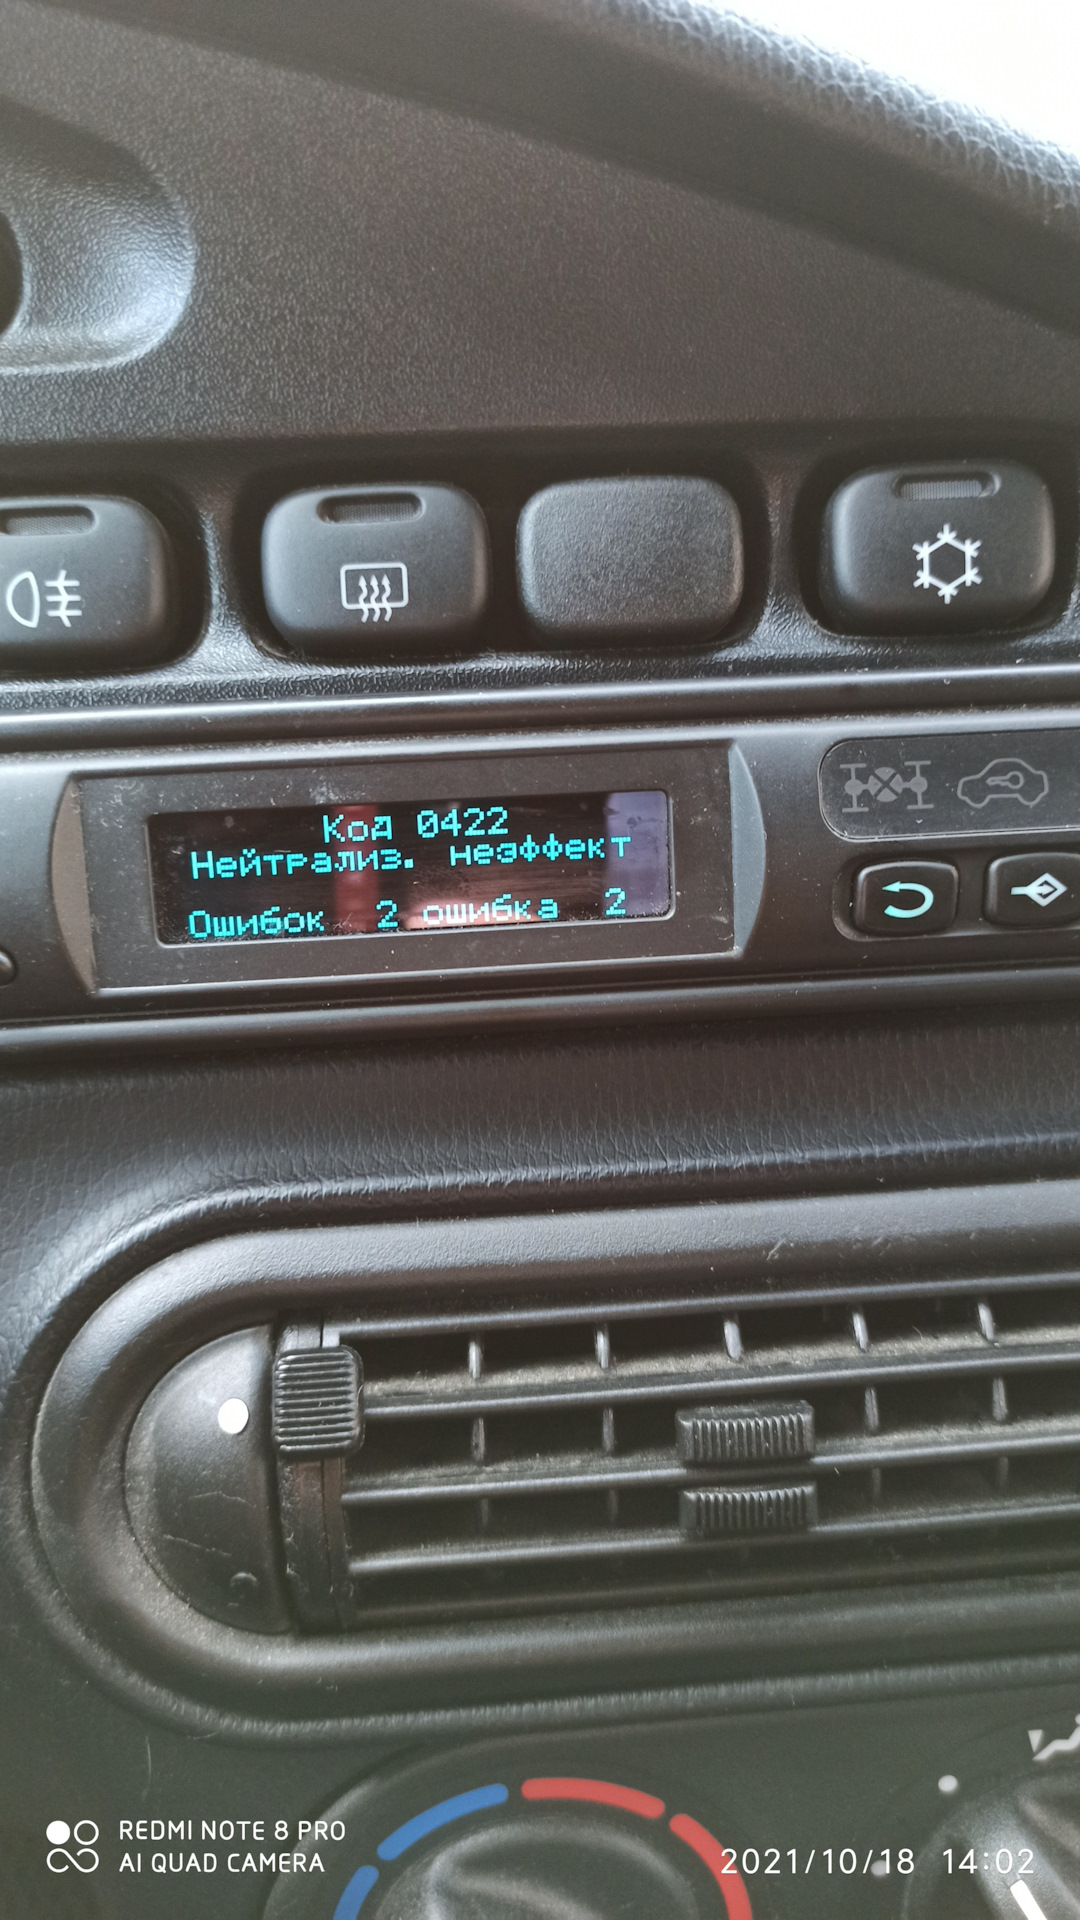 Код 0422
Нейтрализ. неэффект
Ошибок 2 ошибка 2
REDMI NOTE 8 PRO
AI QUAD CAMERA
2021/10/18 14:02